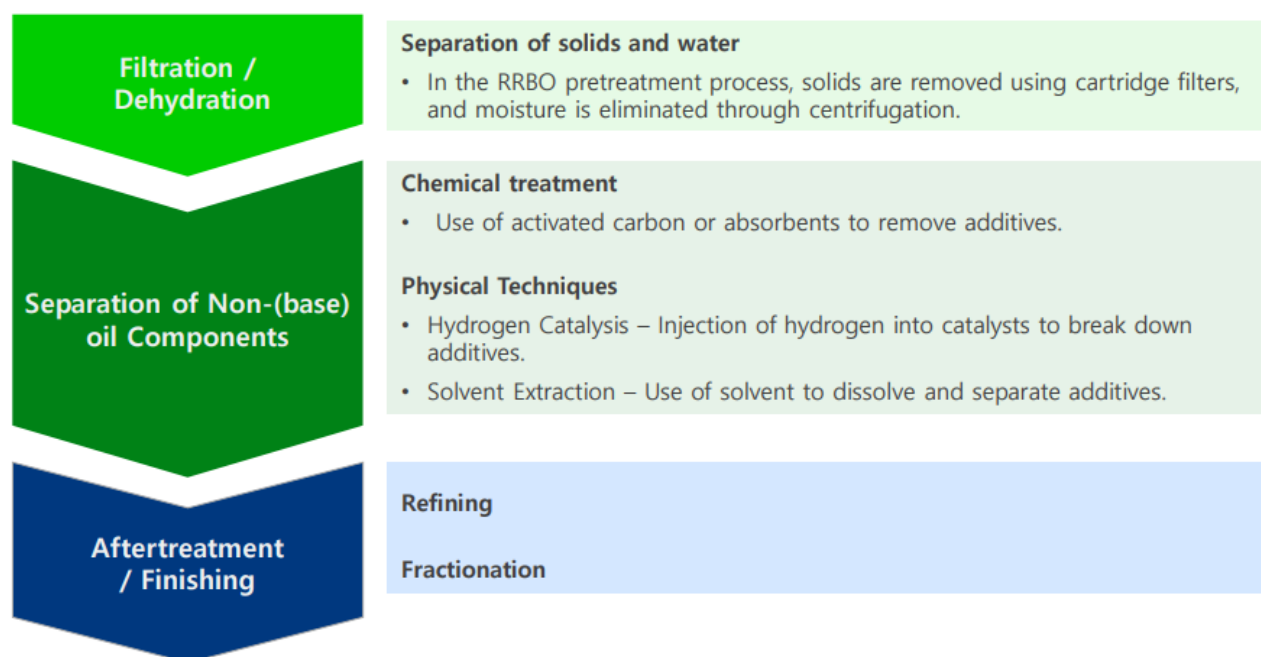 Filtration /
Dehydration
Separation of solids and water
• In the RRBO pretreatment process, solids are removed using cartridge filters,
and moisture is eliminated through centrifugation.
Separation of Non-(base)
oil Components
Chemical treatment
• Use of activated carbon or absorbents to remove additives.
Physical Techniques
• Hydrogen Catalysis – Injection of hydrogen into catalysts to break down
additives.
• Solvent Extraction – Use of solvent to dissolve and separate additives.
Aftertreatment
/ Finishing
Refining
Fractionation